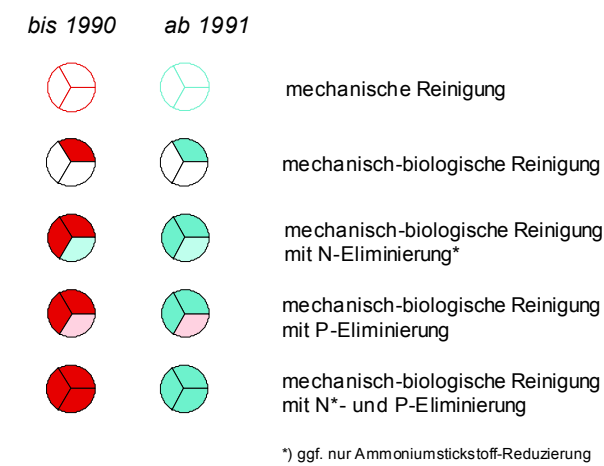 bis 1990 ab 1991
mechanische Reinigung
mechanisch-biologische Reinigung
mechanisch-biologische Reinigung
mit N-Eliminierung*
mechanisch-biologische Reinigung
mit P-Eliminierung
mechanisch-biologische Reinigung
mit N*- und P-Eliminierung
*) ggf. nur Ammoniumstickstoff-Reduzierung